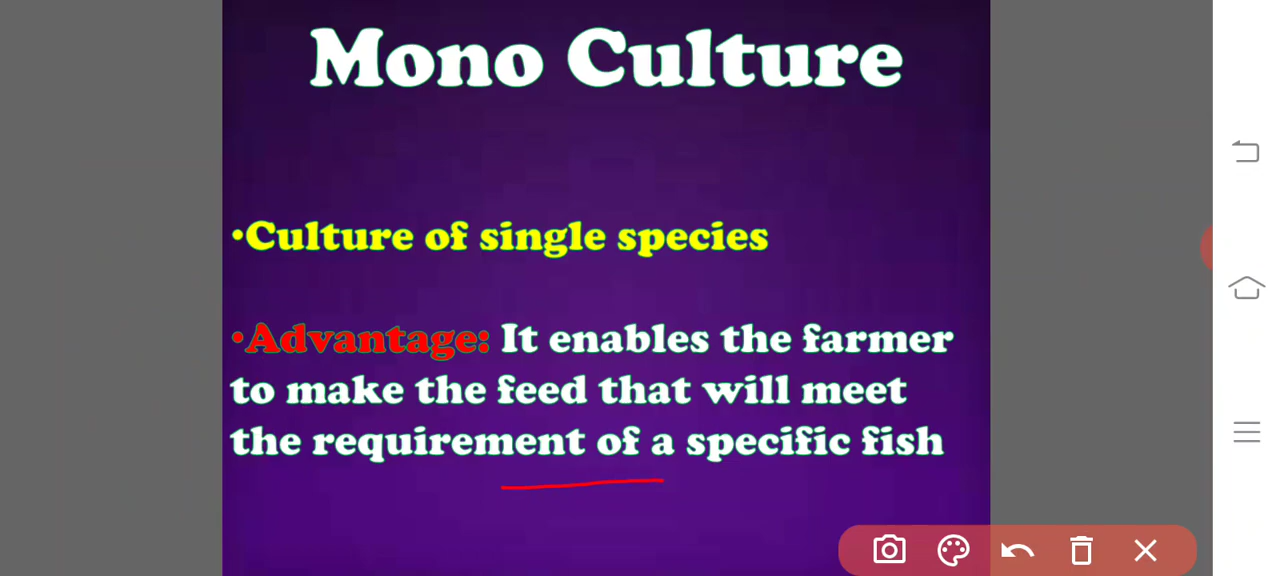 Mono Culture
•Culture of single species
•Advantage: It enables the farmer
to make the feed that will meet
the requirement of a specific fish